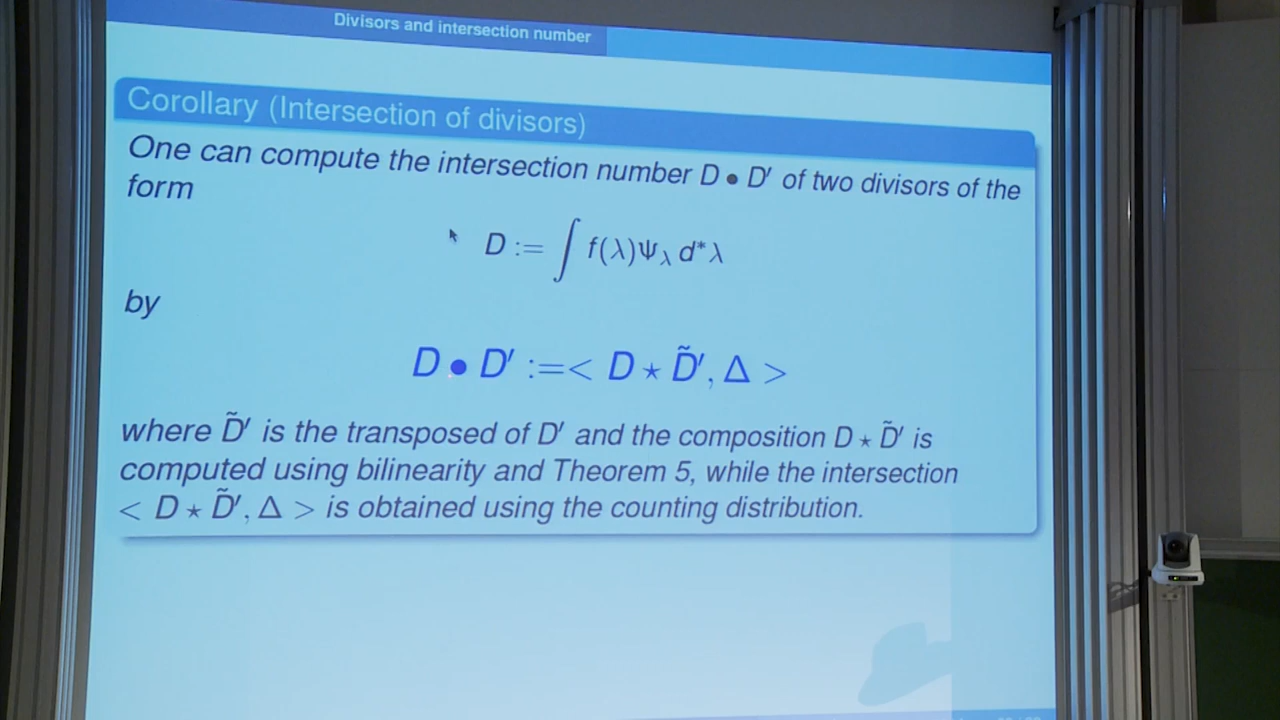 Divisors and intersection number
Corollary (Intersection of divisors)
One can compute the intersection number D • D′ of two divisors of the
form
D := ∫ f(λ)Ψ_λ d*λ
by
D • D′ :=< D ⋆ D̃′, Δ >
where D̃′ is the transposed of D′ and the composition D ⋆ D̃′ is
computed using bilinearity and Theorem 5, while the intersection
< D ⋆ D̃′, Δ > is obtained using the counting distribution.